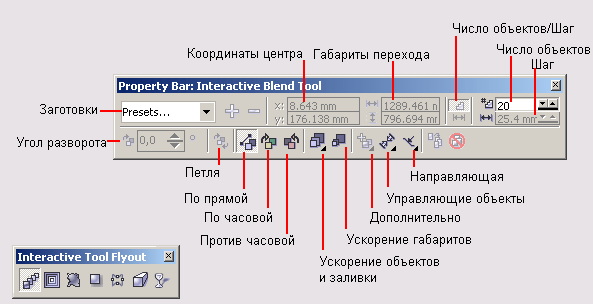 Число объектов/Шаг
Координаты центра
Габариты перехода
Число объектов
Шаг
Property Bar: Interactive Blend Tool
Заготовки
Presets...
x: 8.643 mm
y: 176.138 mm
1289.461 n
796.694 mr
20
25.4 mm
Угол разворота
0,0 °
Петля
По прямой
По часовой
Против часовой
Направляющая
Управляющие объекты
Дополнительно
Ускорение габаритов
Ускорение объектов
и заливки
Interactive Tool Flyout